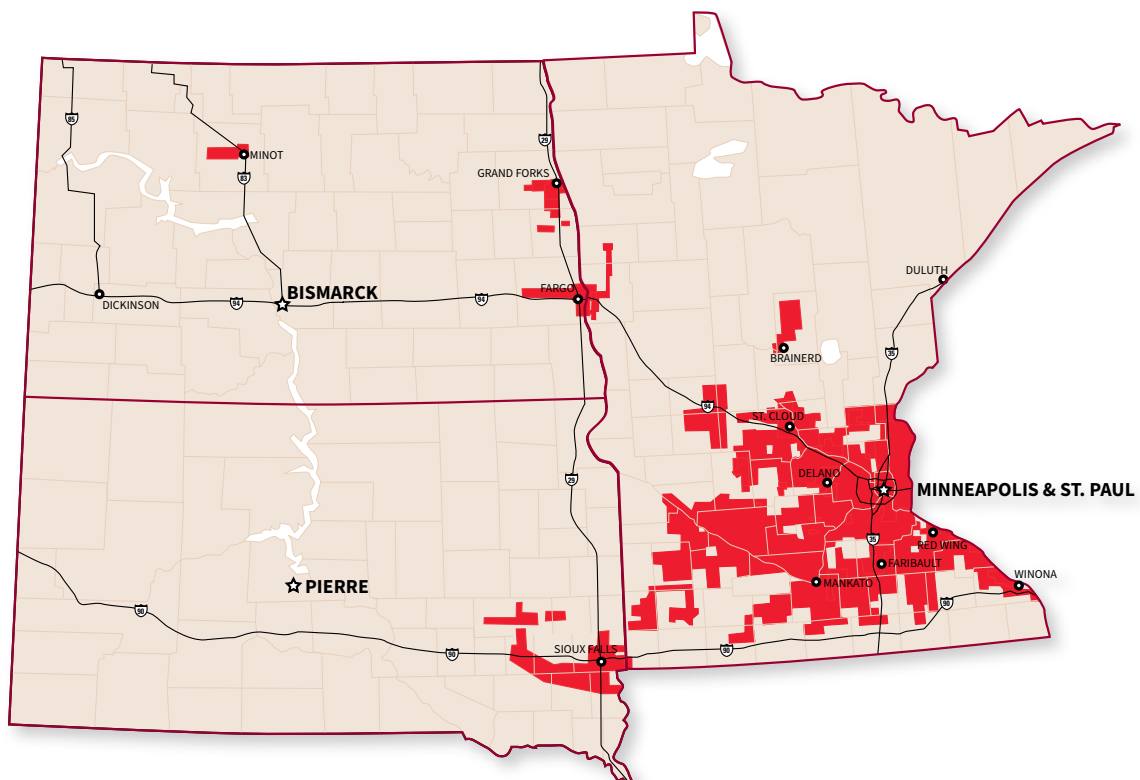 85
29
MINOT
GRAND FORKS
83
DULUTH
BISMARCK
FARGO
DICKINSON
94
94
35
BRAINERD
94
ST. CLOUD
DELANO
29
MINNEAPOLIS & ST. PAUL
35
RED WING
FARIBAULT
WINONA
PIERRE
MANKATO
90
90
SIOUX FALLS
90
90